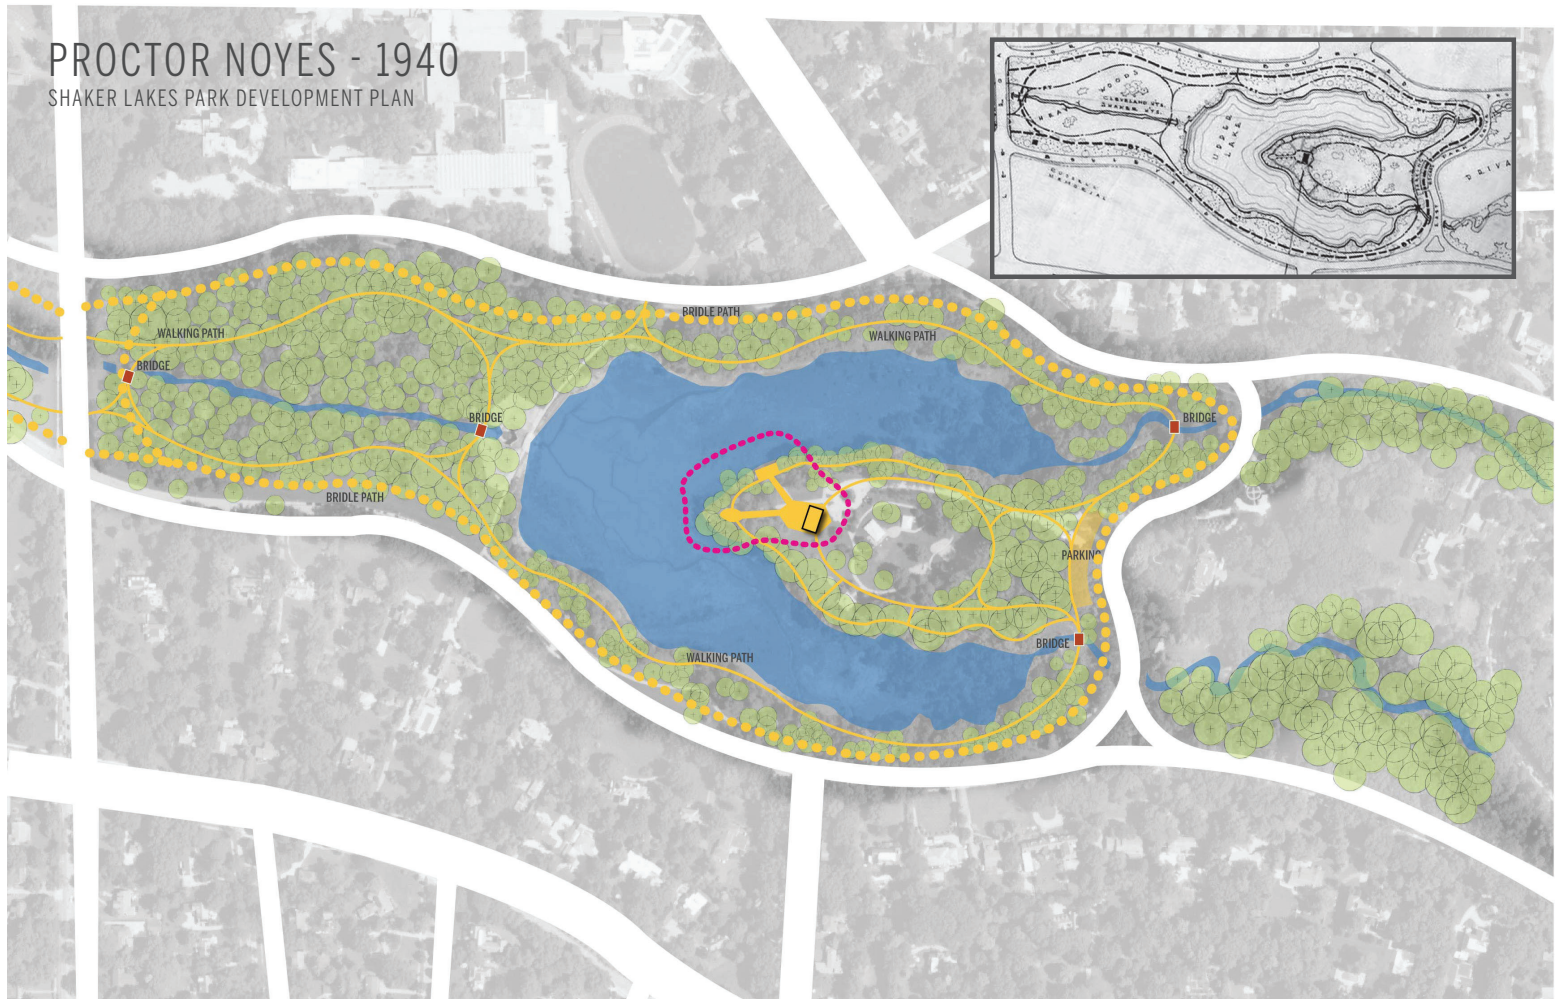 PROCTOR NOYES - 1940
SHAKER LAKES PARK DEVELOPMENT PLAN
BRIDLE PATH
WALKING PATH
WALKING PATH
BRIDGE
BRIDGE
BRIDGE
BRIDLE PATH
PARKING
BRIDGE
WALKING PATH
UPPER
LAKE
WOODS